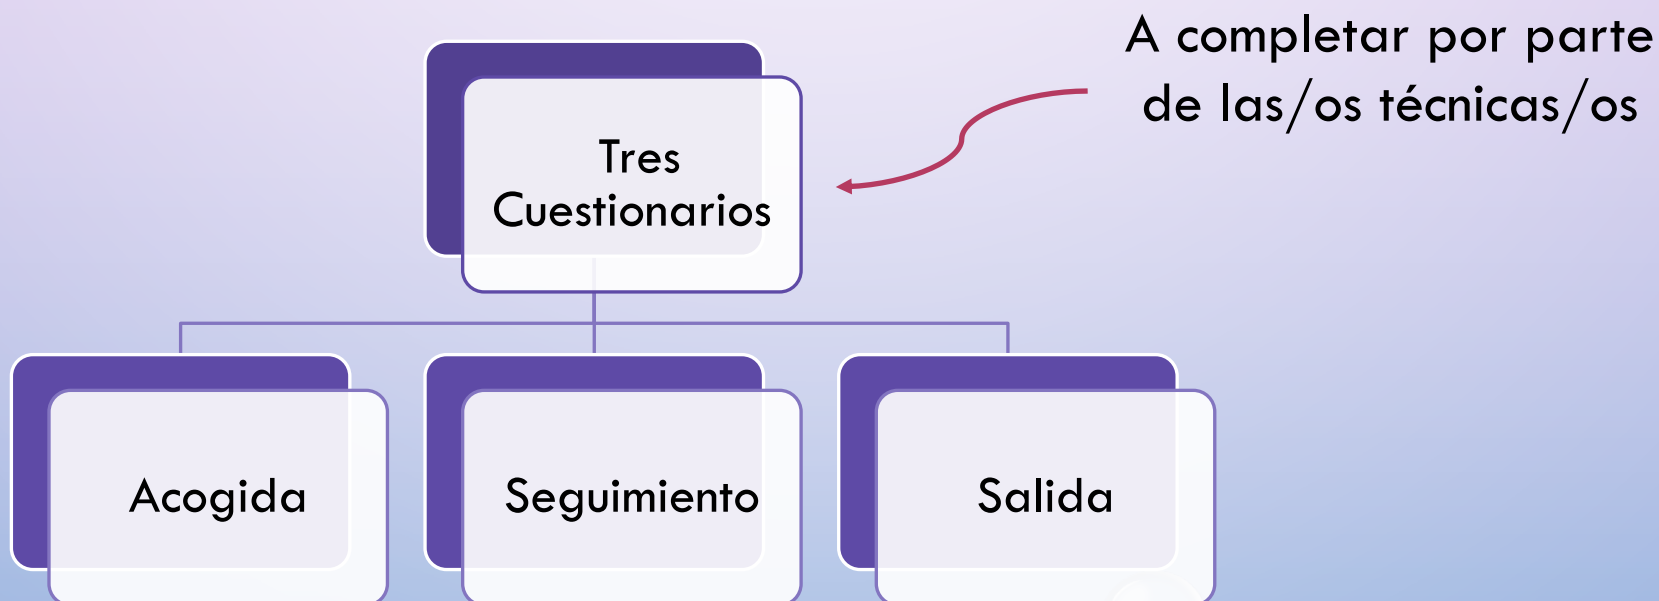 A completar por parte
de las/os técnicas/os
Tres
Cuestionarios
Acogida
Seguimiento
Salida